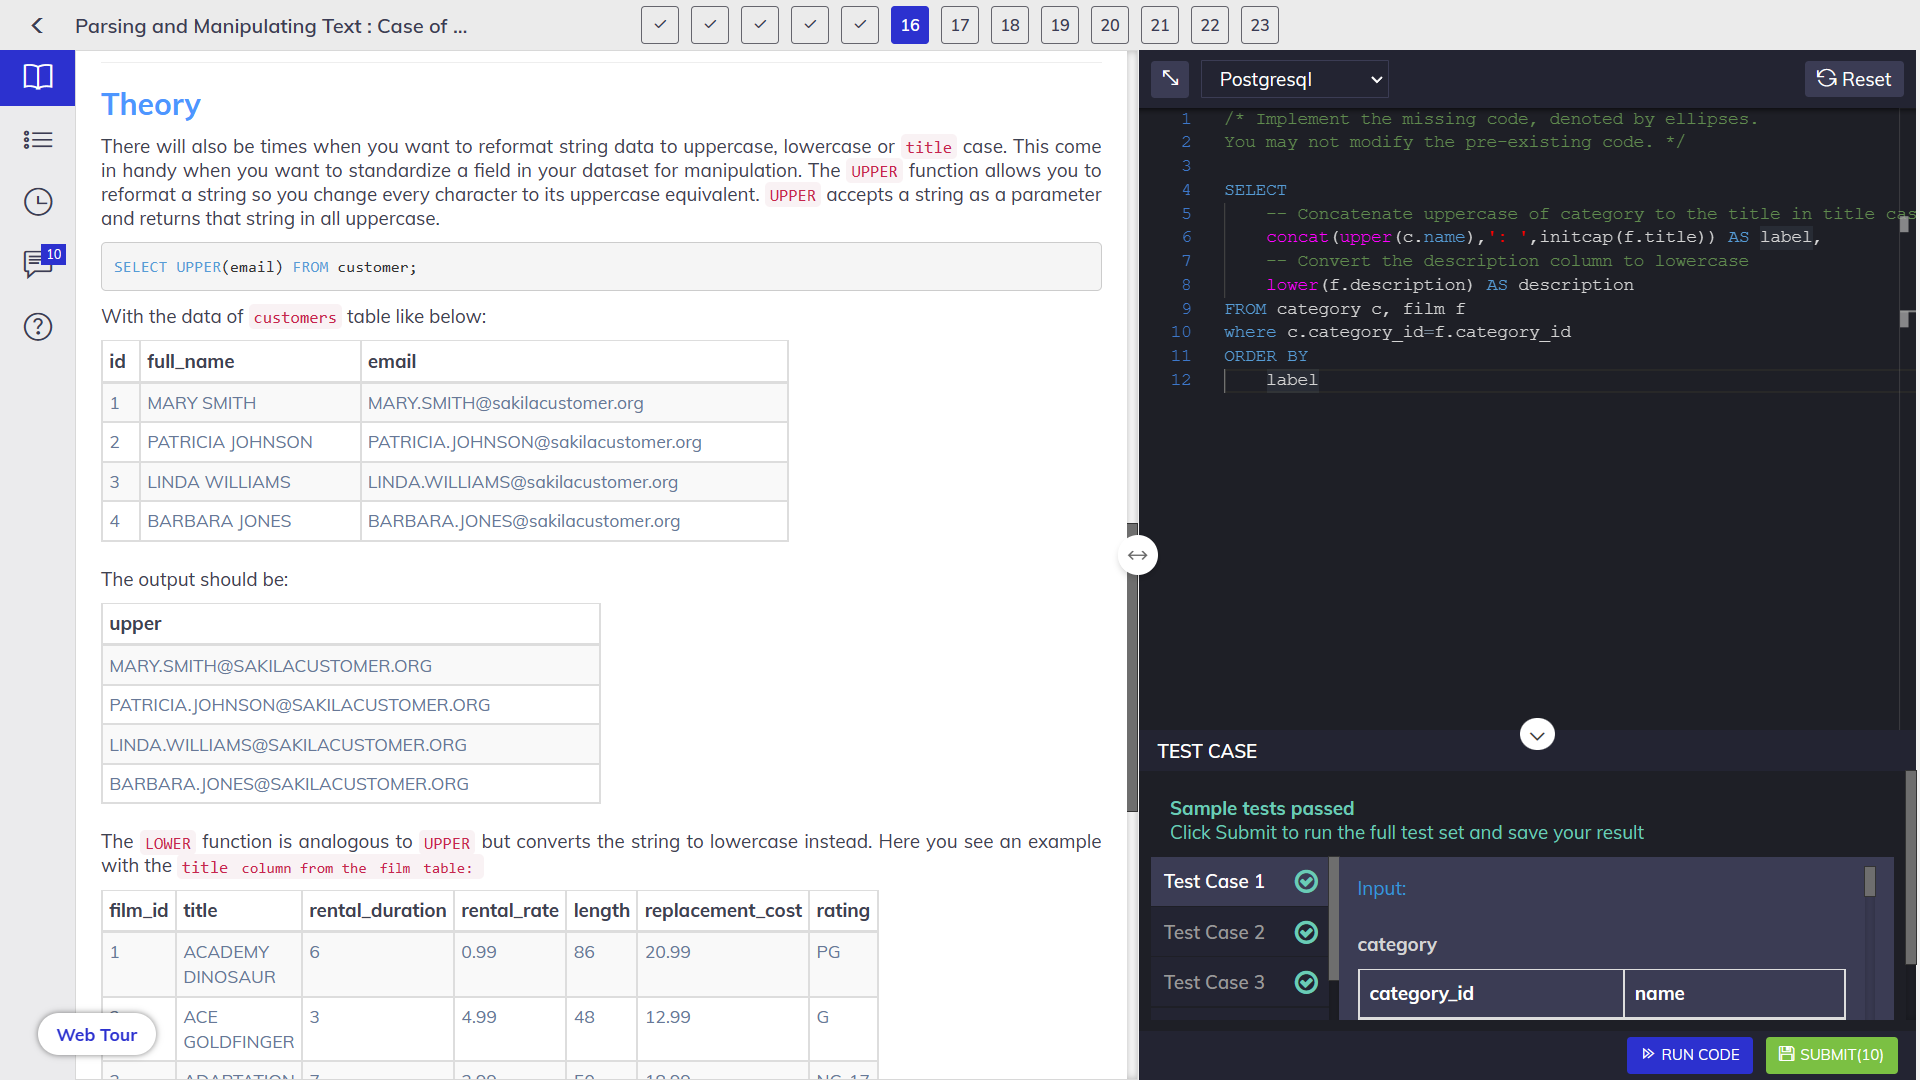 Parsing and Manipulating Text : Case of ...
16 17 18 19 20 21 22 23
10
Theory
There will also be times when you want to reformat string data to uppercase, lowercase or title case. This come
in handy when you want to standardize a field in your dataset for manipulation. The UPPER function allows you to
reformat a string so you change every character to its uppercase equivalent. UPPER accepts a string as a parameter
and returns that string in all uppercase.
SELECT UPPER(email) FROM customer;
With the data of customers table like below:
id full_name email
1 MARY SMITH MARY.SMITH@sakilacustomer.org
2 PATRICIA JOHNSON PATRICIA.JOHNSON@sakilacustomer.org
3 LINDA WILLIAMS LINDA.WILLIAMS@sakilacustomer.org
4 BARBARA JONES BARBARA.JONES@sakilacustomer.org
The output should be:
upper
MARY.SMITH@SAKILACUSTOMER.ORG
PATRICIA.JOHNSON@SAKILACUSTOMER.ORG
LINDA.WILLIAMS@SAKILACUSTOMER.ORG
BARBARA.JONES@SAKILACUSTOMER.ORG
The LOWER function is analogous to UPPER but converts the string to lowercase instead. Here you see an example
with the title column from the film table:
film_id title rental_duration rental_rate length replacement_cost rating
1 ACADEMY DINOSAUR 6 0.99 86 20.99 PG
ACE GOLDFINGER 3 4.99 48 12.99 G
Web Tour
Postgresql
Reset
1 /* Implement the missing code, denoted by ellipses.
2 You may not modify the pre-existing code. */
3
4 SELECT
5 -- Concatenate uppercase of category to the title in title cas
6 concat(upper(c.name),': ',initcap(f.title)) AS label,
7 -- Convert the description column to lowercase
8 lower(f.description) AS description
9 FROM category c, film f
10 where c.category_id=f.category_id
11 ORDER BY
12 label
TEST CASE
Sample tests passed
Click Submit to run the full test set and save your result
Test Case 1
Test Case 2
Test Case 3
Input:
category
category_id name
RUN CODE
SUBMIT(10)